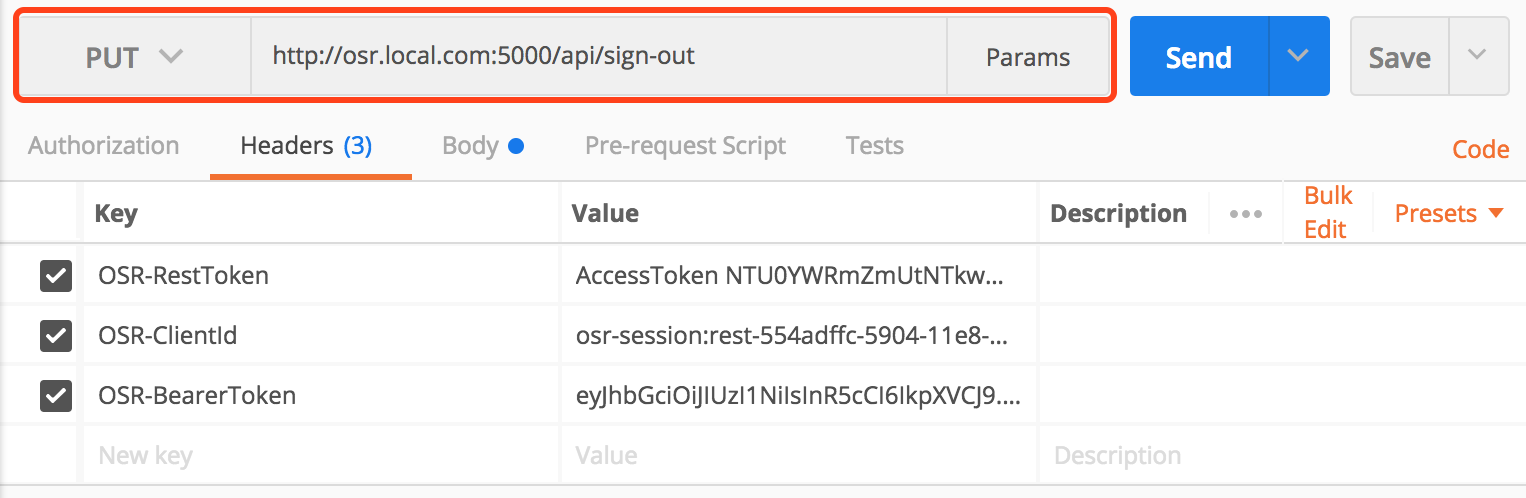 PUT http://osr.local.com:5000/api/sign-out Params Send Save
Authorization Headers (3) Body Pre-request Script Tests Code
Key Value Description ••• Bulk Edit Presets
OSR-RestToken AccessToken NTU0YWRmZmUtNTkw...
OSR-ClientId osr-session:rest-554adffc-5904-11e8-...
OSR-BearerToken eyJhbGciOiJIUzI1NiIsInR5cCI6IkpXVCJ9....
New key Value Description